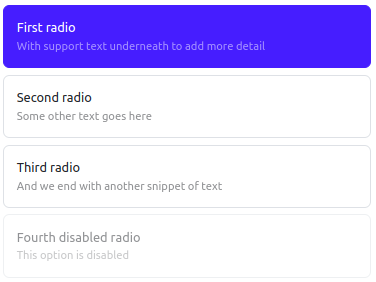 First radio
With support text underneath to add more detail
Second radio
Some other text goes here
Third radio
And we end with another snippet of text
Fourth disabled radio
This option is disabled